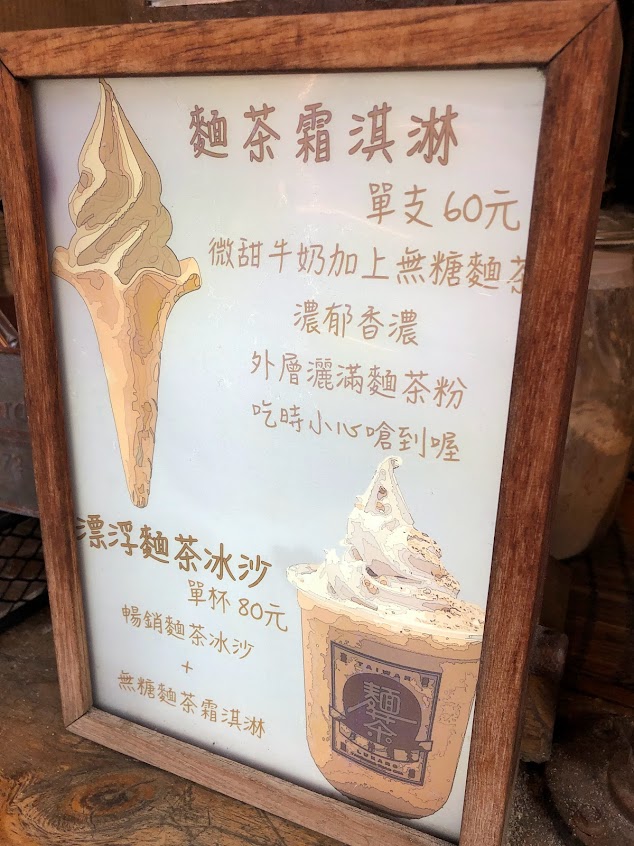 麵茶霜淇淋
單支60元
微甜牛奶加上無糖麵茶
濃郁香濃
外層灑滿麵茶粉
吃時小心嗆到喔
漂浮麵茶冰沙
單杯80元
暢銷麵茶冰沙
+
無糖麵茶霜淇淋
TAIWAN
麵茶
LUKANG